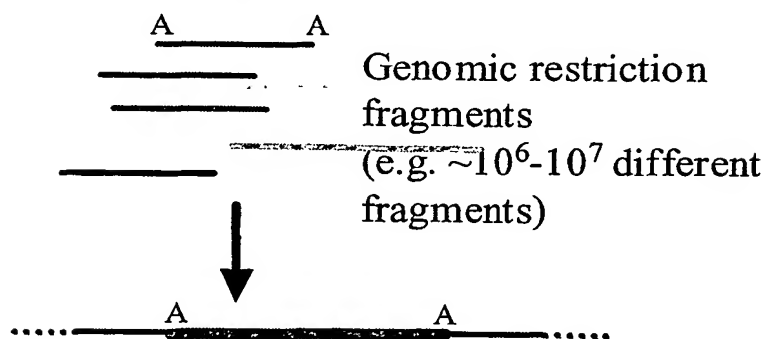 A A
Genomic restriction
fragments
(e.g. ~10⁶-10⁷ different
fragments)
A A